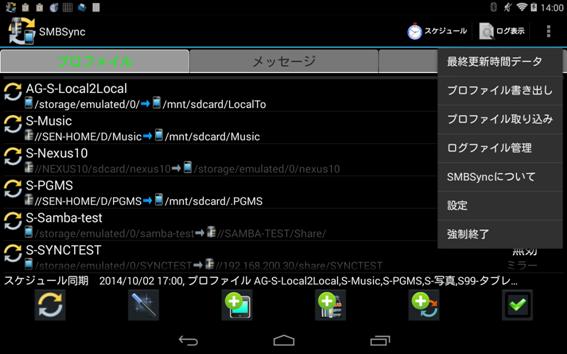 14:00
SMBSync
スケジュール
ログ表示
プロファイル
メッセージ
最終更新時間データ
プロファイル書き出し
プロファイル取り込み
ログファイル管理
SMBSyncについて
設定
強制終了
AG-S-Local2Local
/storage/emulated/0/ /mnt/sdcard/LocalTo
S-Music
//SEN-HOME/D/Music /mnt/sdcard/Music
S-Nexus10
//NEXUS10/sdcard/nexus10 /storage/emulated/0/nexus10
S-PGMS
//SEN-HOME/D/PGMS /mnt/sdcard/.PGMS
S-Samba-test
/storage/emulated/0/samba-test //SAMBA-TEST/Share/
S-SYNCTEST
無効
/storage/emulated/0/SYNCTEST //192.168.200.30/share/SYNCTEST
ミラー
スケジュール同期 2014/10/02 17:00, プロファイル AG-S-Local2Local,S-Music,S-PGMS,S-写真,S99-タブレ...